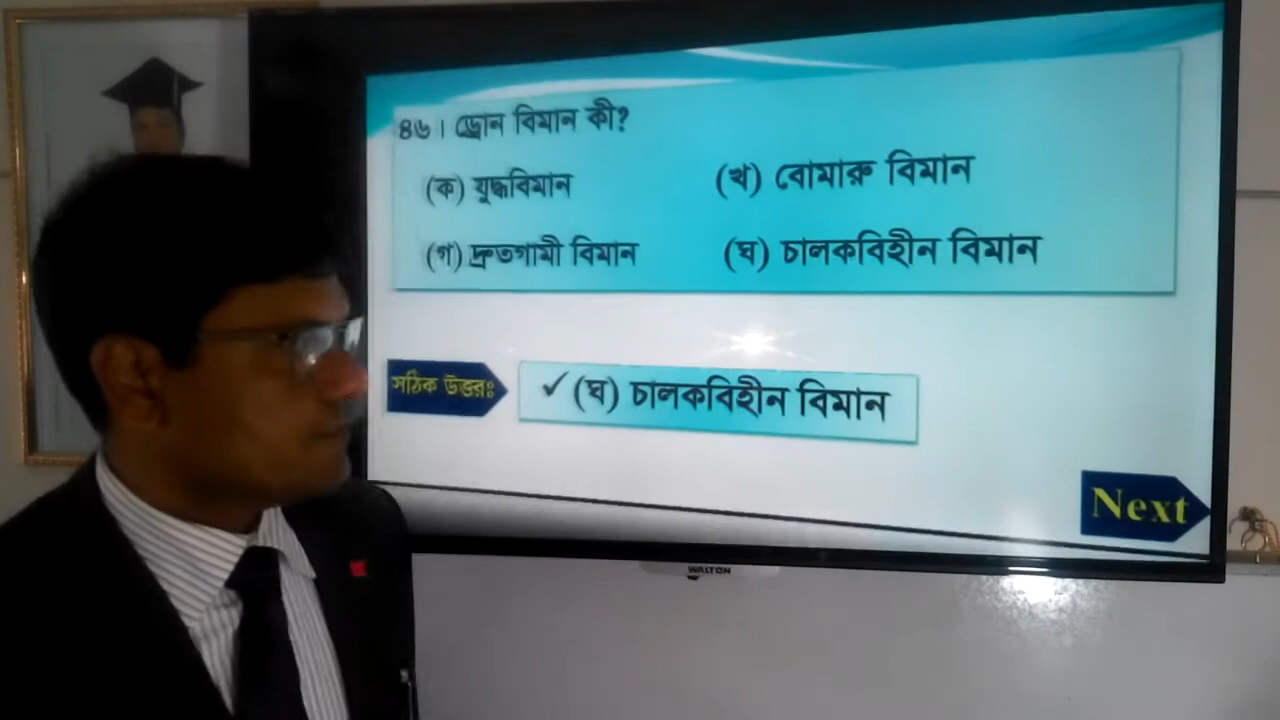 ৪৬। ড্রোন বিমান কী?
(ক) যুদ্ধবিমান (খ) বোমারু বিমান
(গ) দ্রুতগামী বিমান (ঘ) চালকবিহীন বিমান
সঠিক উত্তরঃ ✓(ঘ) চালকবিহীন বিমান
Next
WALTON